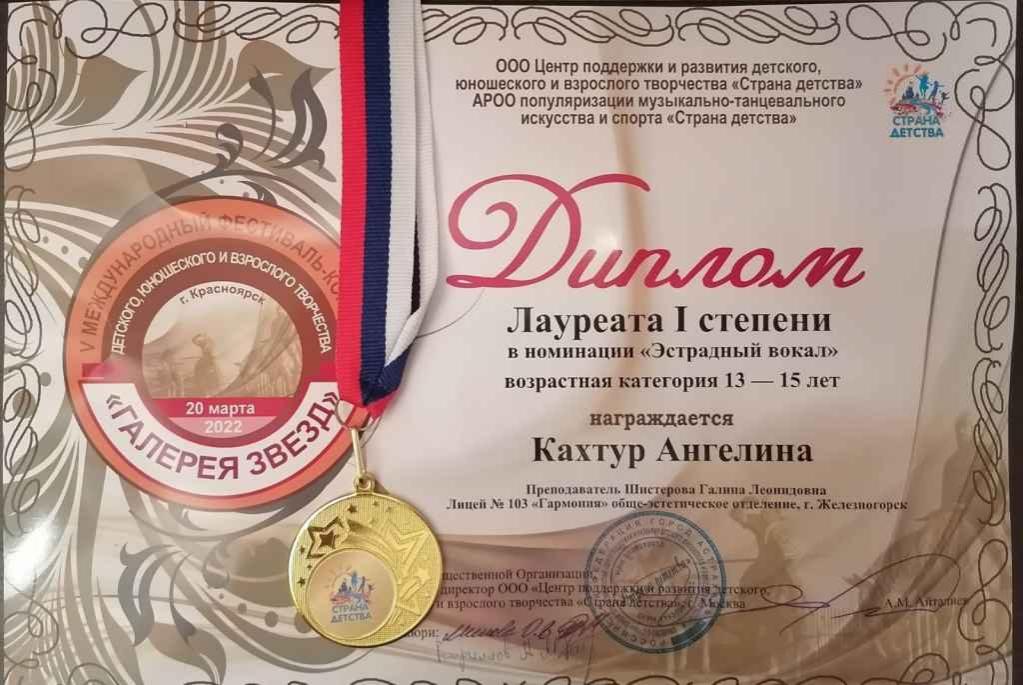 ООО Центр поддержки и развития детского,
юношеского и взрослого творчества «Страна детства»
АРОО популяризации музыкально-танцевального
искусства и спорта «Страна детства»
СТРАНА
ДЕТСТВА
V МЕЖДУНАРОДНЫЙ ФЕСТИВАЛЬ-КО
ДЕТСКОГО, ЮНОШЕСКОГО И ВЗРОСЛОГО ТВОРЧЕСТВА
г. Красноярск
20 марта
2022
«ГАЛЕРЕЯ ЗВЕЗД»
Диплом
Лауреата I степени
в номинации «Эстрадный вокал»
возрастная категория 13 — 15 лет
награждается
Кахтур Ангелина
Преподаватель Шистерова Галина Леонидовна
Лицей № 103 «Гармония» обще-эстетическое отделение, г. Железногорск
щественной Организации
директор ООО «Центр поддержки и развития детского,
и взрослого творчества «Страна детства», г. Москва
А.М. Айталиев
СТРАНА
ДЕТСТВА